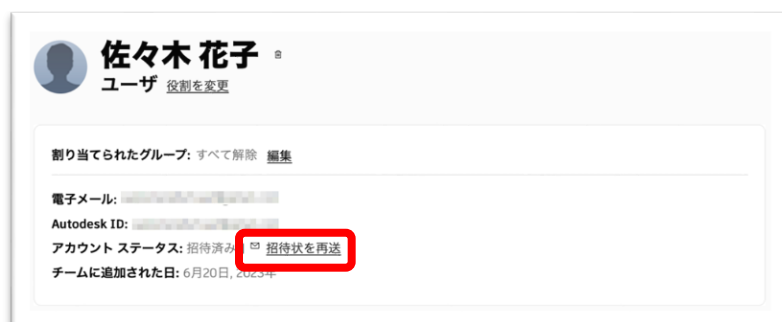 佐々木 花子
ユーザ 役割を変更
割り当てられたグループ: すべて解除 編集
電子メール:
Autodesk ID:
アカウント ステータス: 招待済み 招待状を再送
チームに追加された日: 6月20日, 2023年